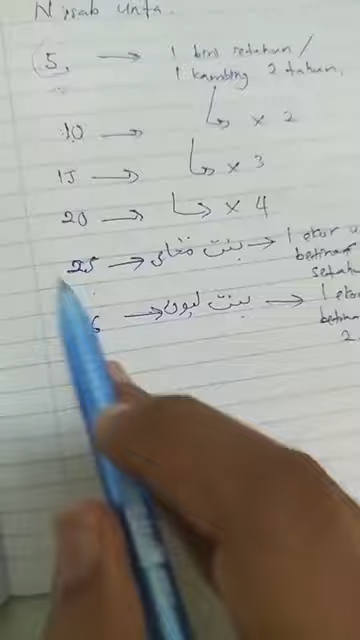 Nisab Unta.
5. → 1 biri setahun /
1 kambing 2 tahun.
10 → ↳ x 2
15 → ↳ x 3
20 → ↳ x 4
25 → بنت مخاض → 1 ekor
betina
setahun
6 → بنت لبون → 1 ekor
betina
2